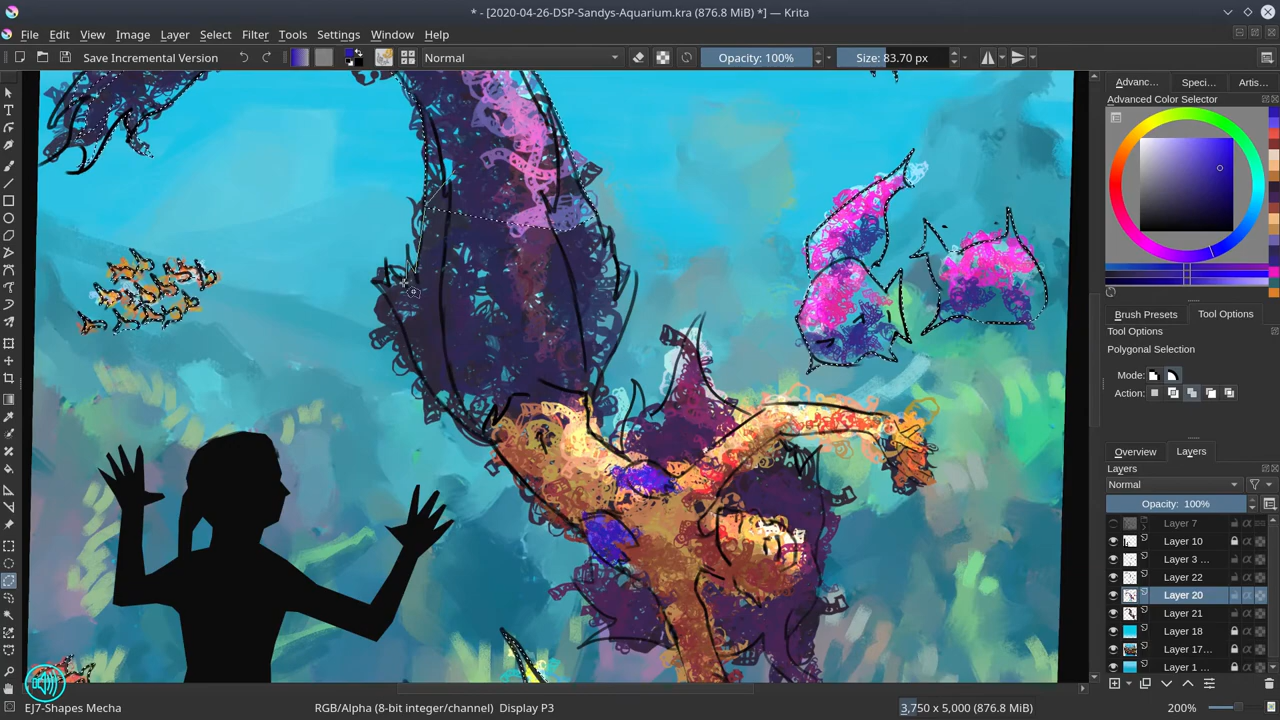 * - [2020-04-26-DSP-Sandys-Aquarium.kra (876.8 MiB) *] — Krita
File Edit View Image Layer Select Filter Tools Settings Window Help
Save Incremental Version Normal Opacity: 100% Size: 83.70 px
Advanc... Speci... Artis...
Advanced Color Selector
Brush Presets Tool Options
Tool Options
Polygonal Selection
Mode:
Action:
Overview Layers
Layers
Normal
Opacity: 100%
Layer 7
Layer 10
Layer 3 ...
Layer 22
Layer 20
Layer 21
Layer 18
Layer 17...
Layer 1 ...
EJ7-Shapes Mecha RGB/Alpha (8-bit integer/channel) Display P3 3,750 x 5,000 (876.8 MiB) 200%